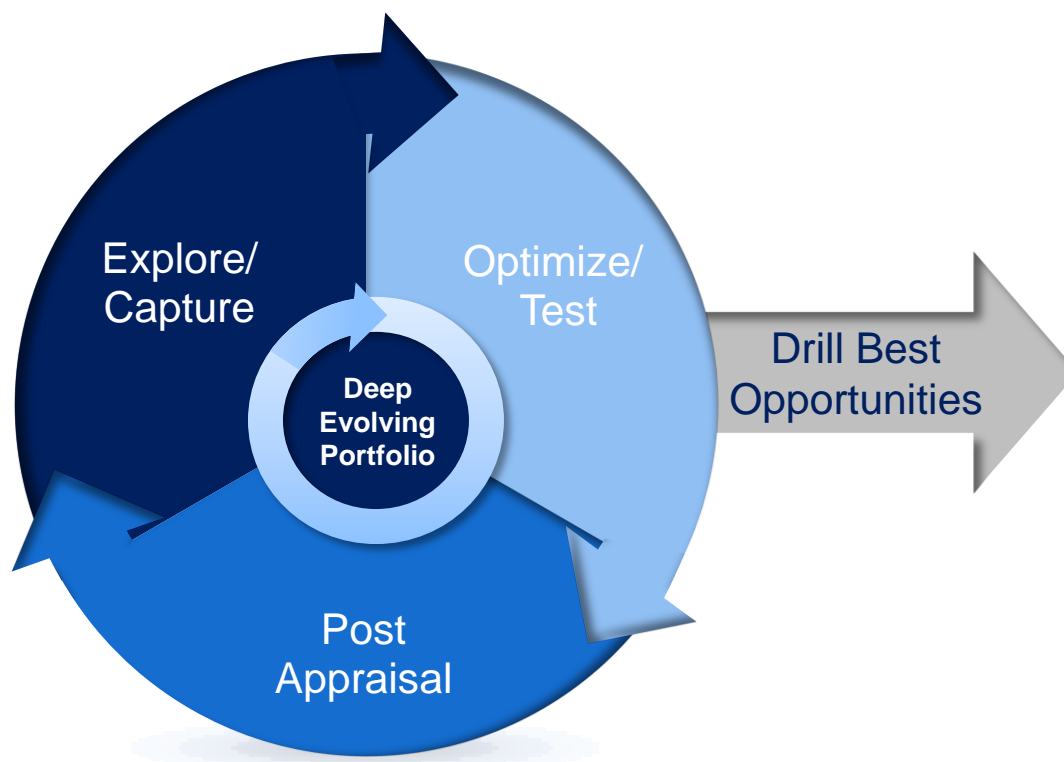 Explore/
Capture
Optimize/
Test
Drill Best
Opportunities
Deep
Evolving
Portfolio
Post
Appraisal